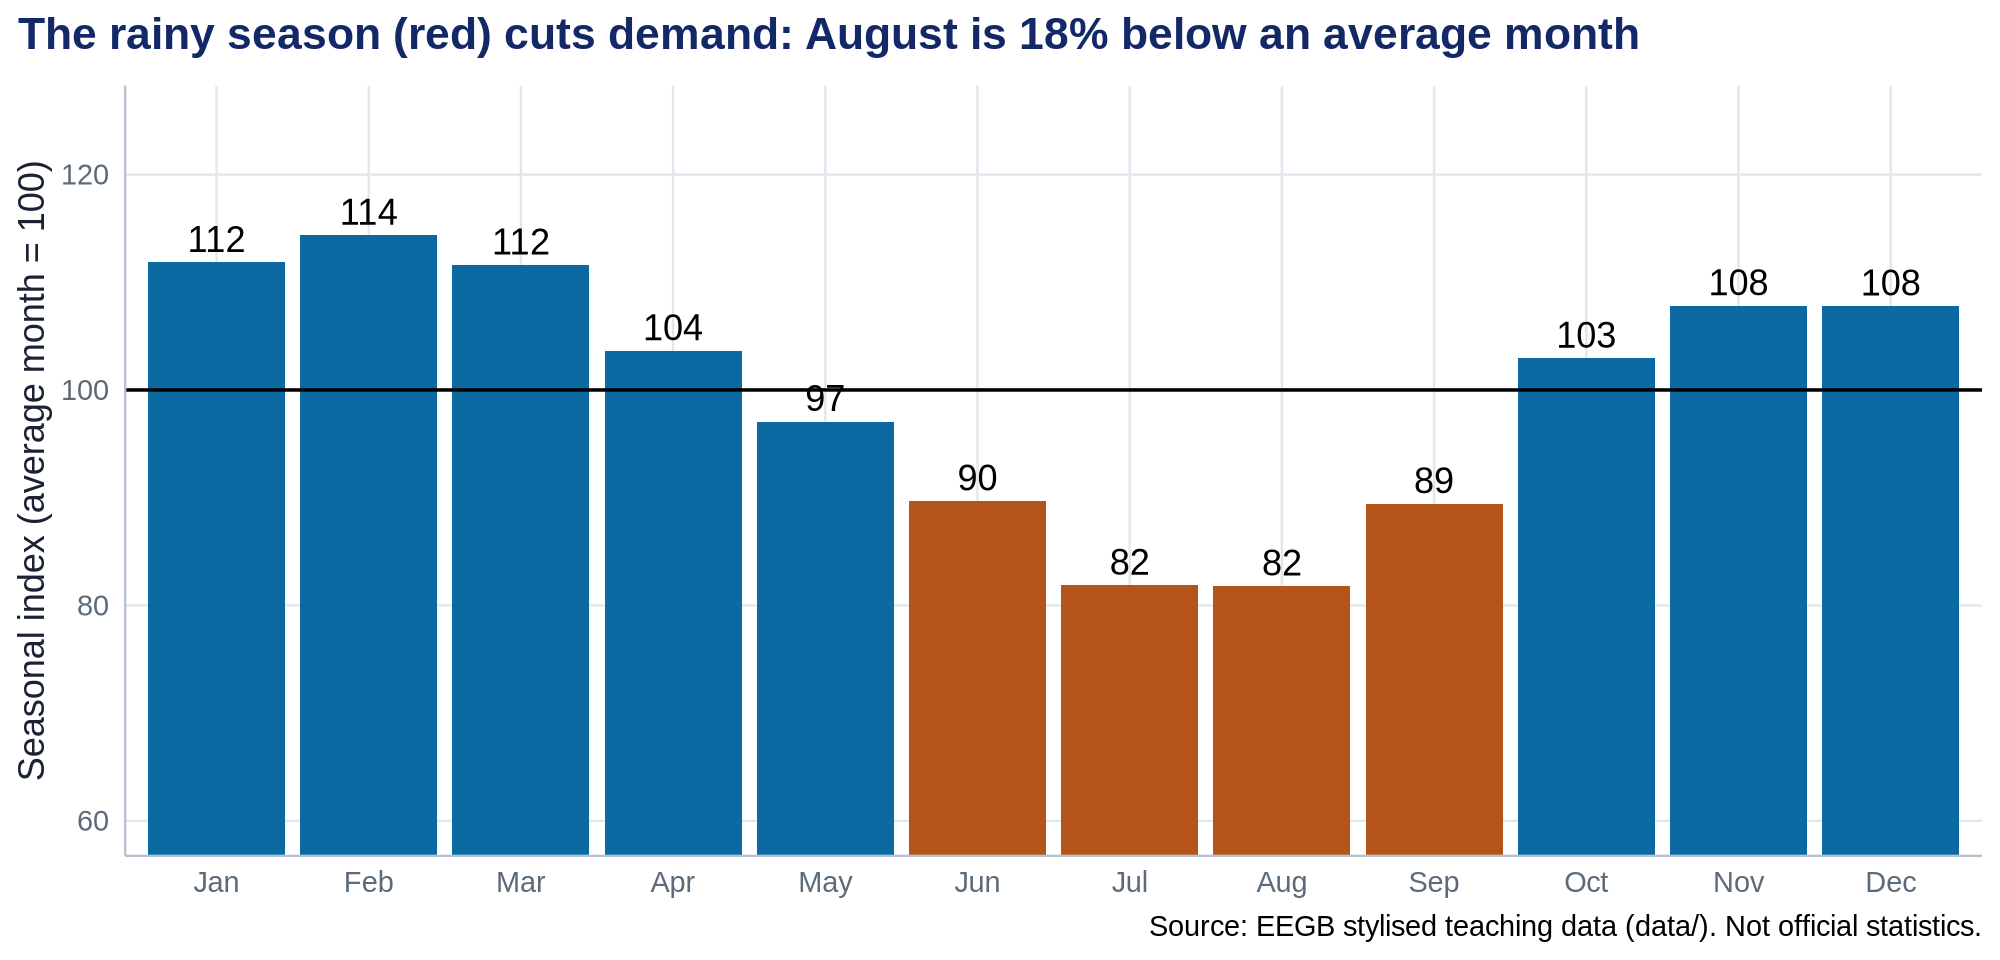 The rainy season (red) cuts demand: August is 18% below an average month
Seasonal index (average month = 100)
120
100
80
60
112
114
112
104
97
90
82
82
89
103
108
108
Jan
Feb
Mar
Apr
May
Jun
Jul
Aug
Sep
Oct
Nov
Dec
Source: EEGB stylised teaching data (data/). Not official statistics.